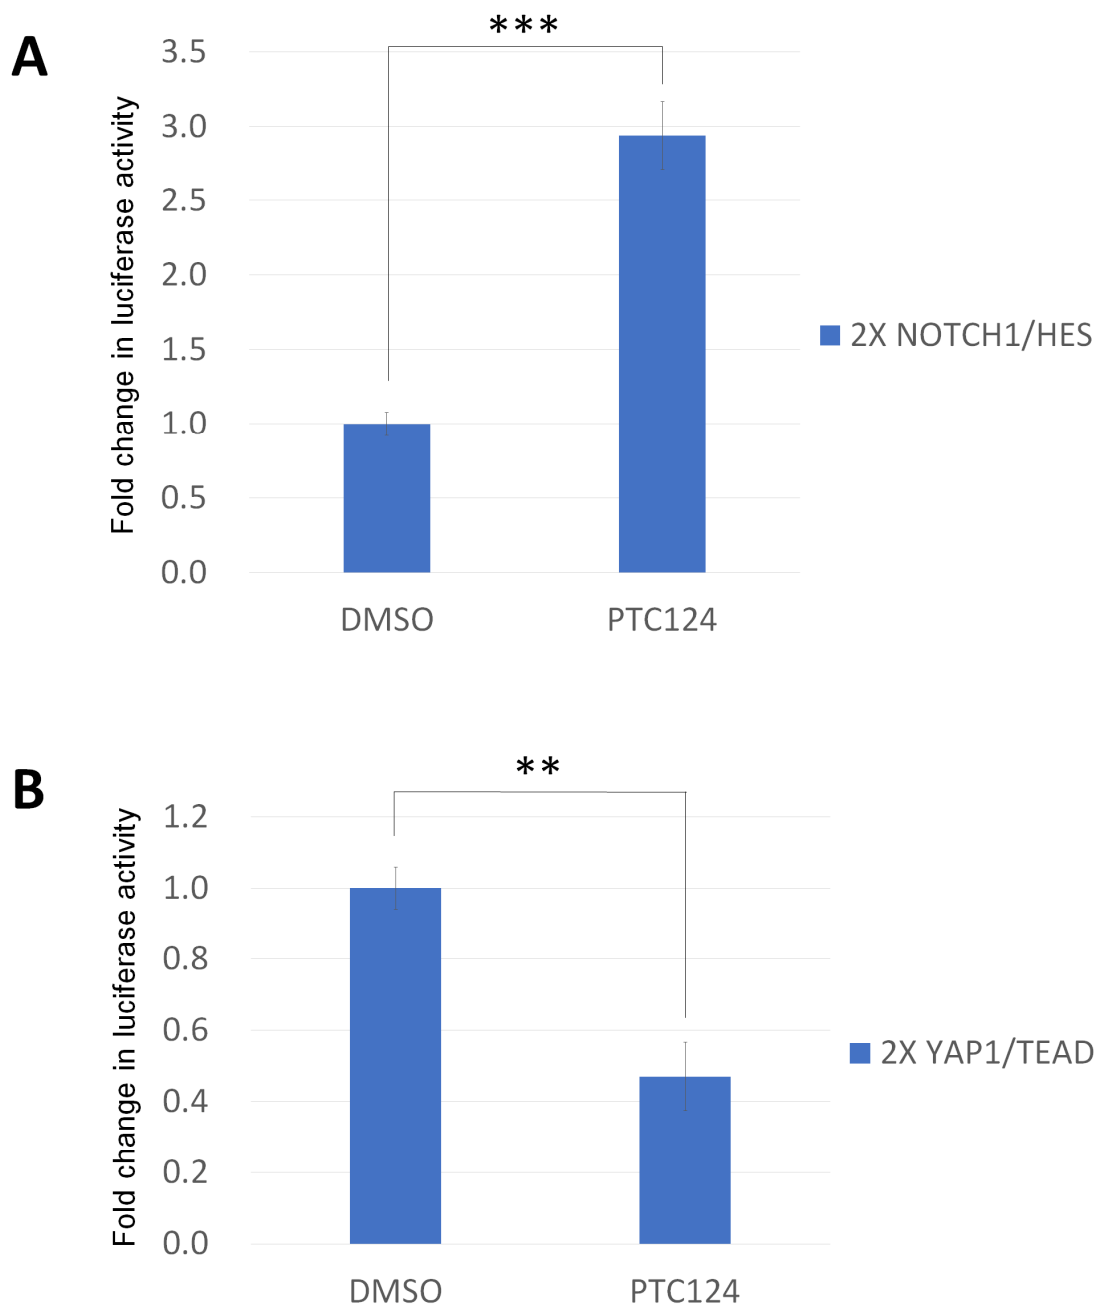 A
***
Fold change in luciferase activity
3.5
3.0
2.5
2.0
1.5
1.0
0.5
0.0
DMSO
PTC124
2X NOTCH1/HES
B
**
Fold change in luciferase activity
1.2
1.0
0.8
0.6
0.4
0.2
0.0
DMSO
PTC124
2X YAP1/TEAD